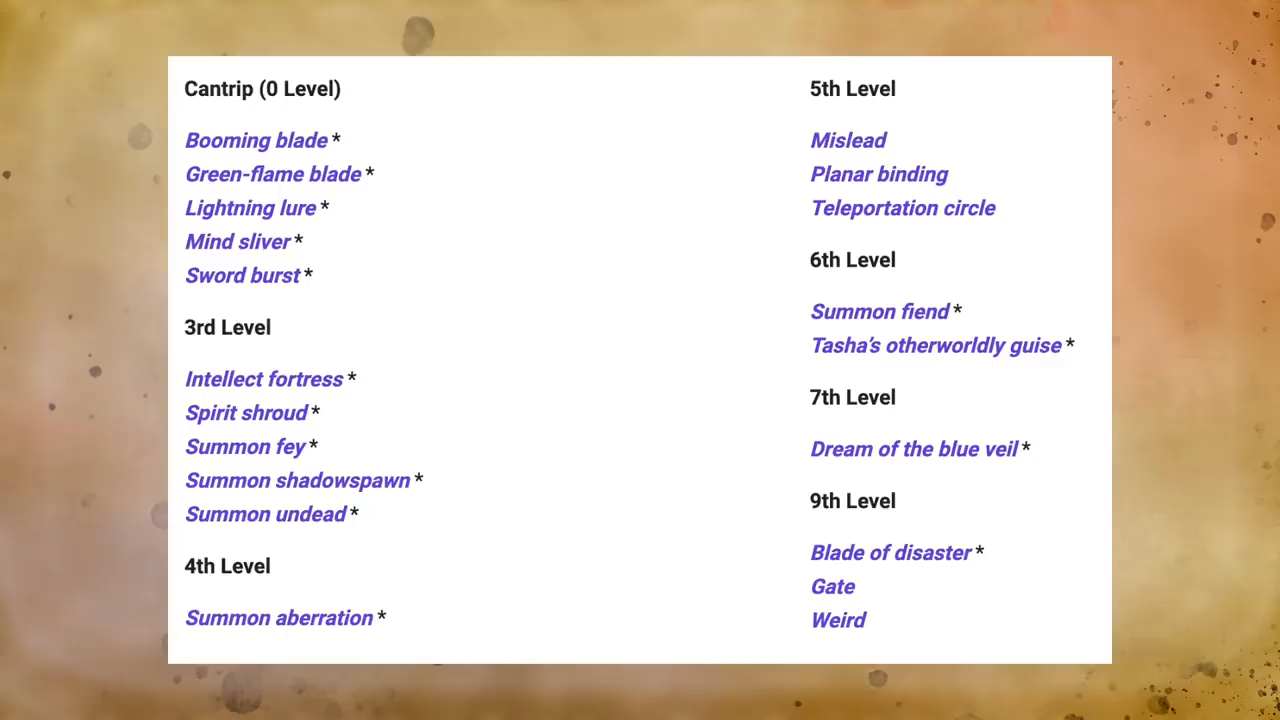 Cantrip (0 Level)
Booming blade *
Green-flame blade *
Lightning lure *
Mind sliver *
Sword burst *
3rd Level
Intellect fortress *
Spirit shroud *
Summon fey *
Summon shadowspawn *
Summon undead *
4th Level
Summon aberration *
5th Level
Mislead
Planar binding
Teleportation circle
6th Level
Summon fiend *
Tasha’s otherworldly guise *
7th Level
Dream of the blue veil *
9th Level
Blade of disaster *
Gate
Weird